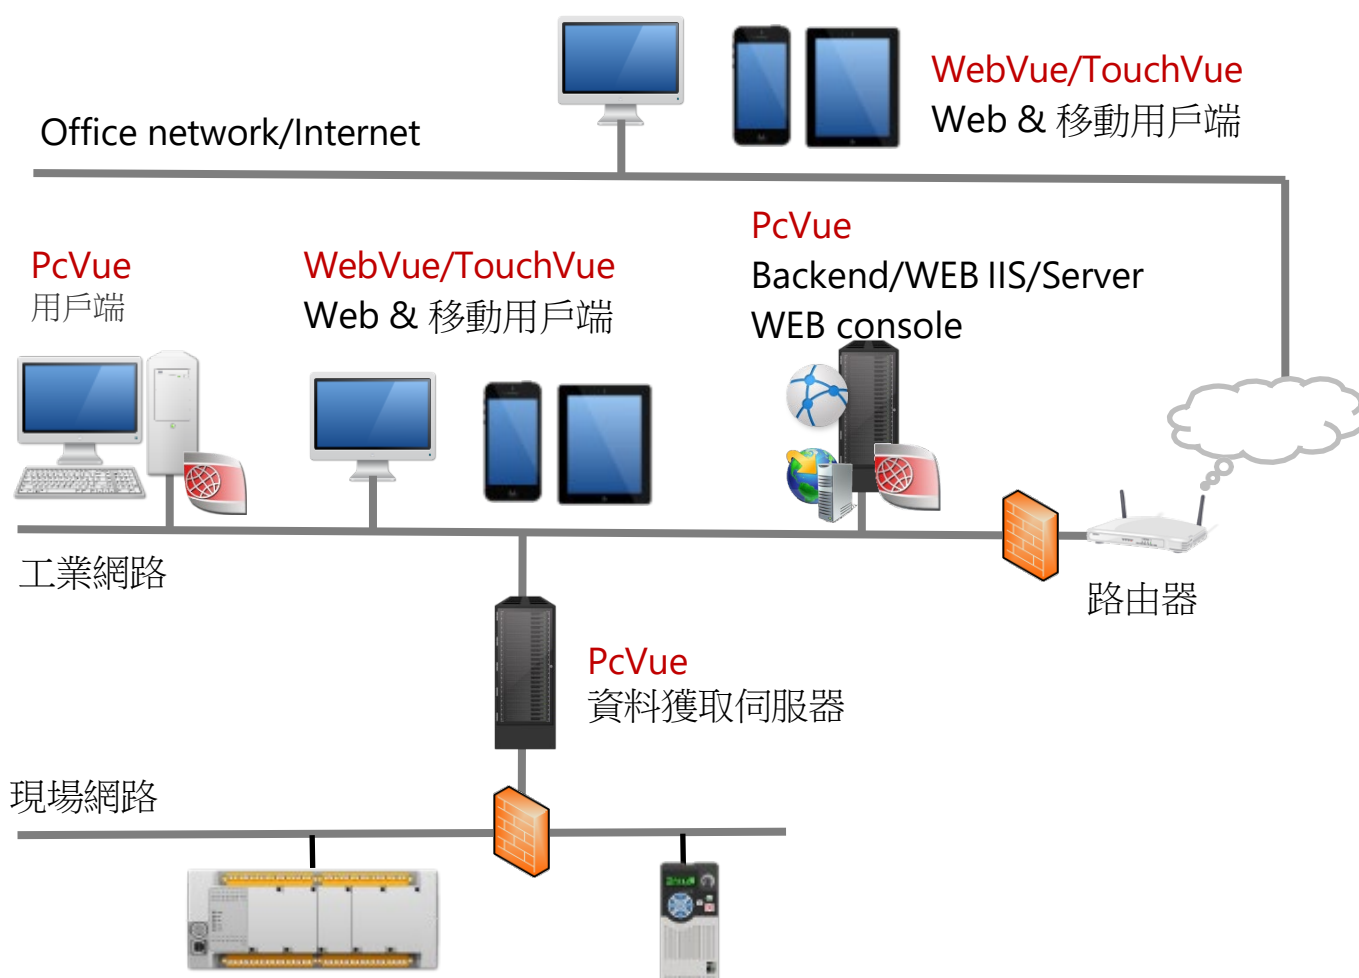 WebVue/TouchVue
Web & 移動用戶端
Office network/Internet
PcVue
用戶端
WebVue/TouchVue
Web & 移動用戶端
PcVue
Backend/WEB IIS/Server
WEB console
工業網路
路由器
PcVue
資料獲取伺服器
現場網路